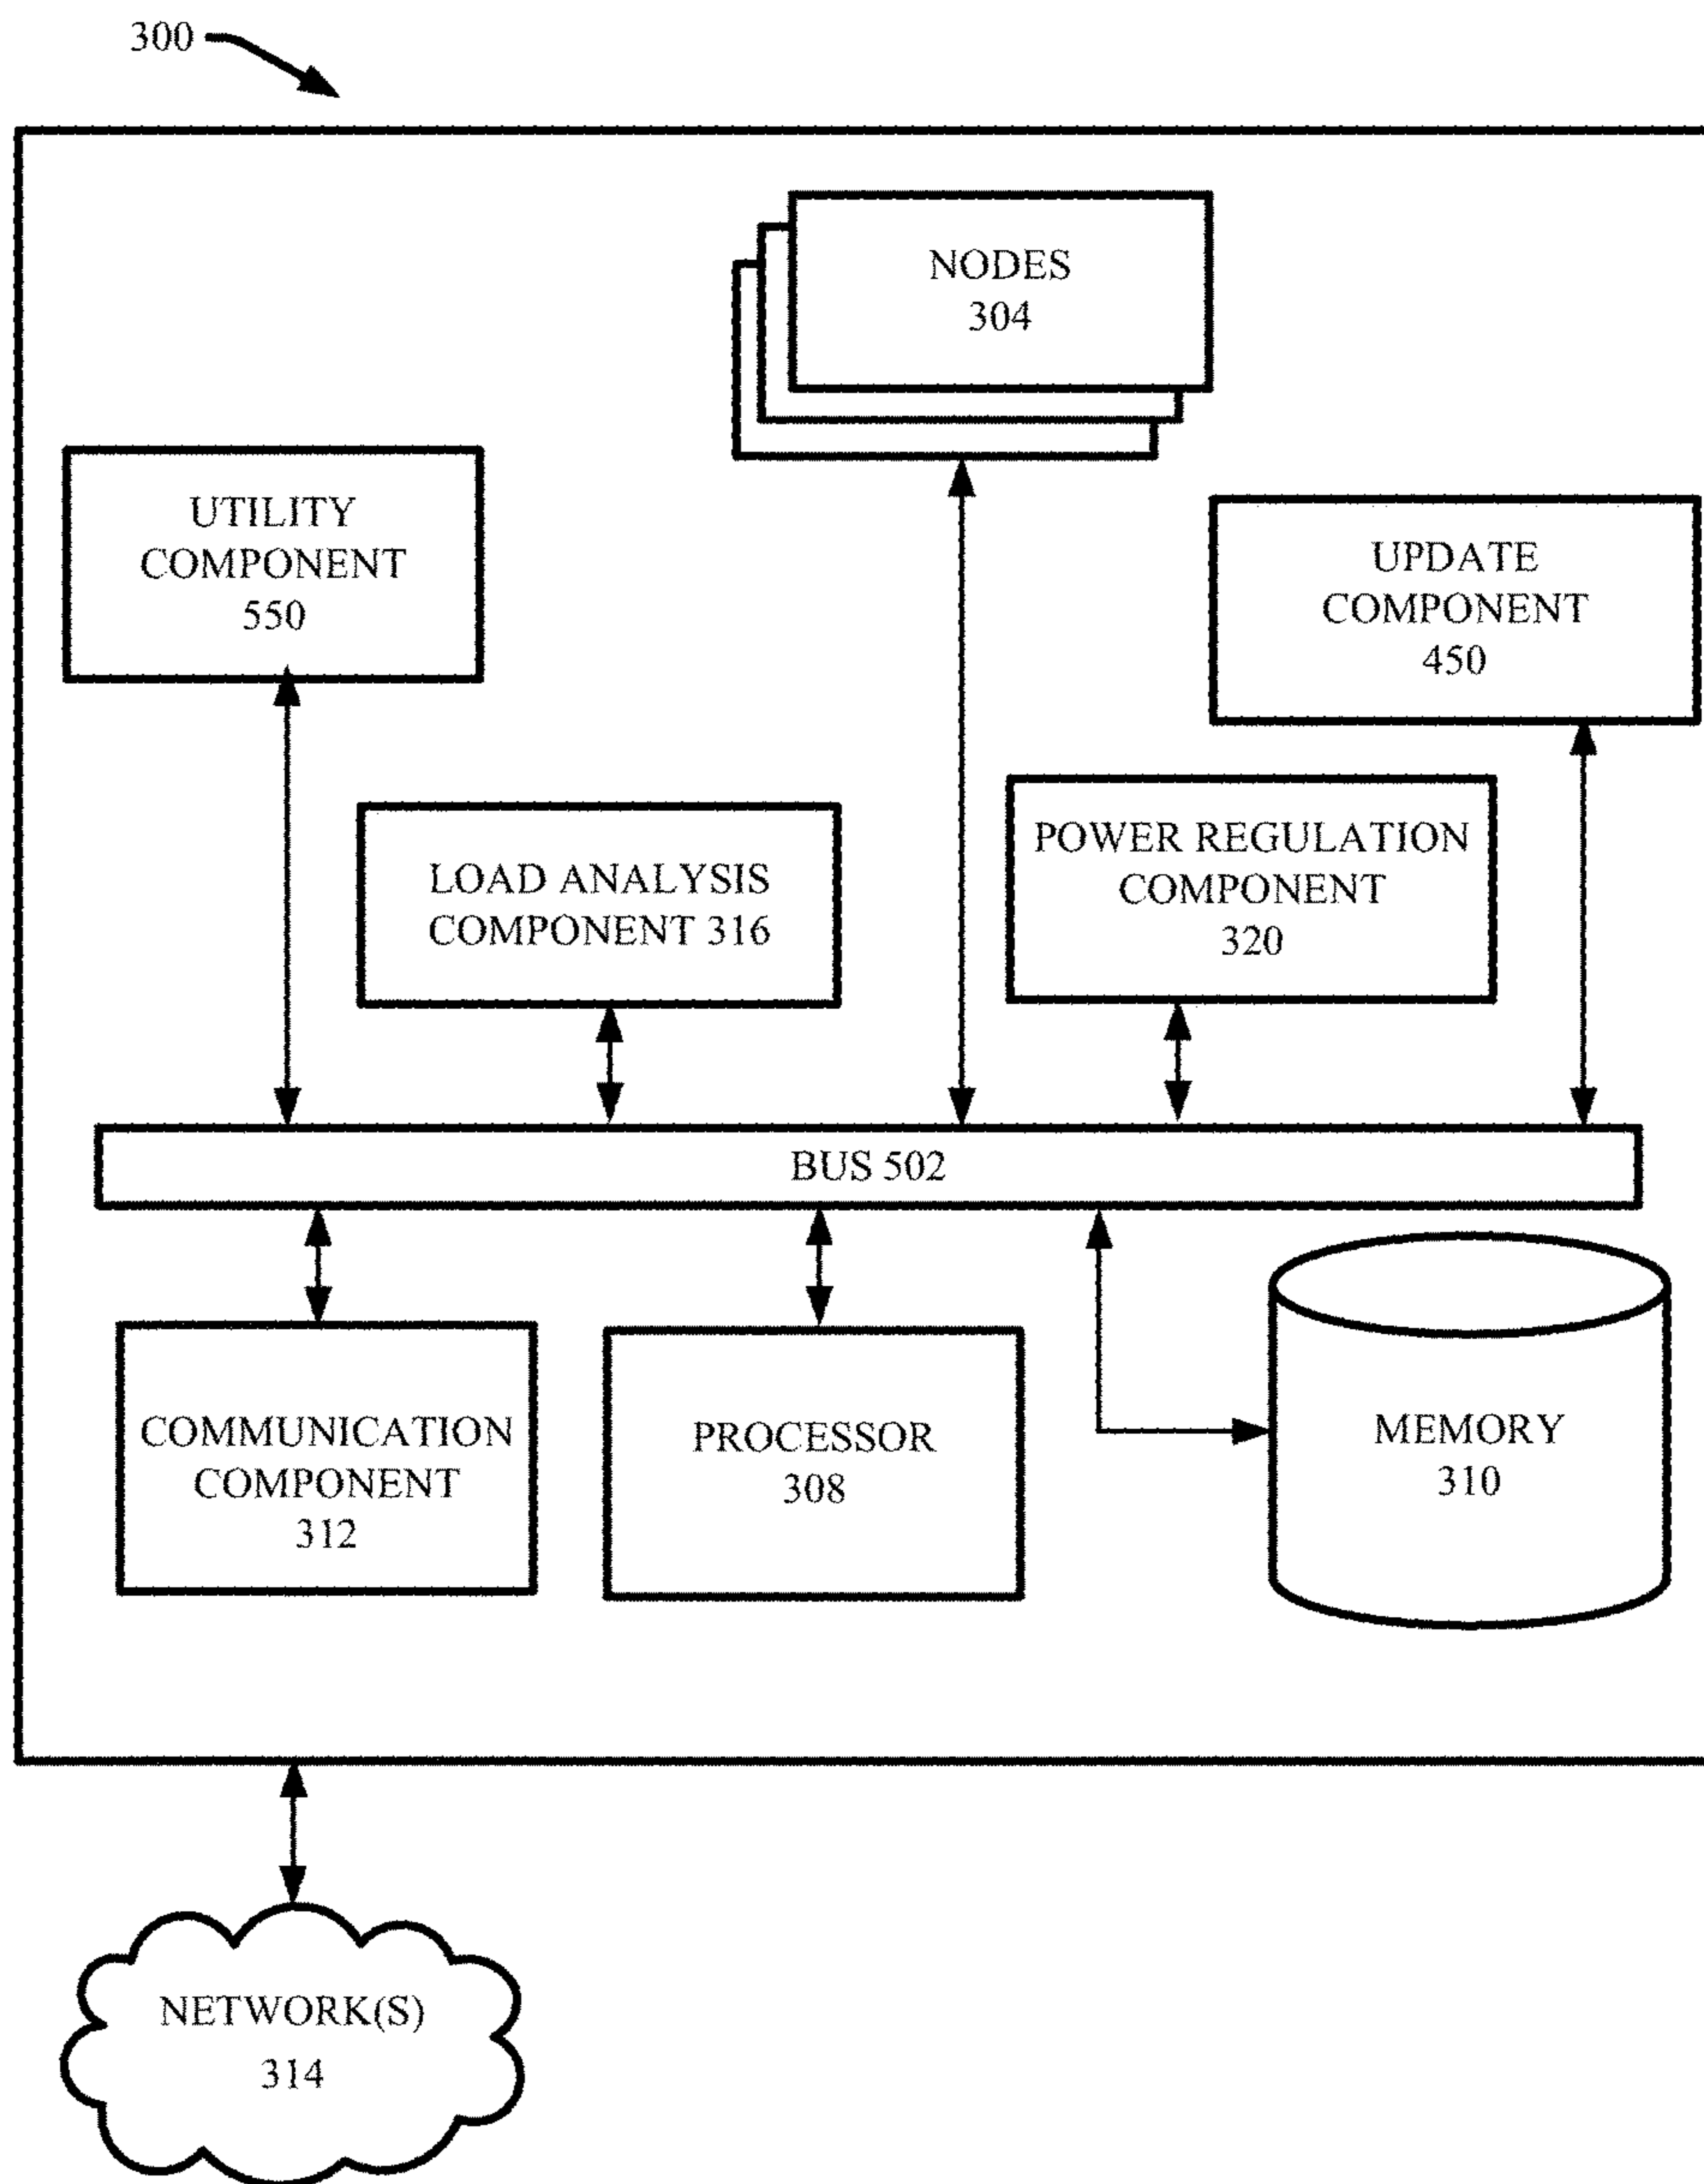 300
NODES
304
UTILITY
COMPONENT
550
UPDATE
COMPONENT
450
LOAD ANALYSIS
COMPONENT 316
POWER REGULATION
COMPONENT
320
BUS 502
COMMUNICATION
COMPONENT
312
PROCESSOR
308
MEMORY
310
NETWORK(S)
314